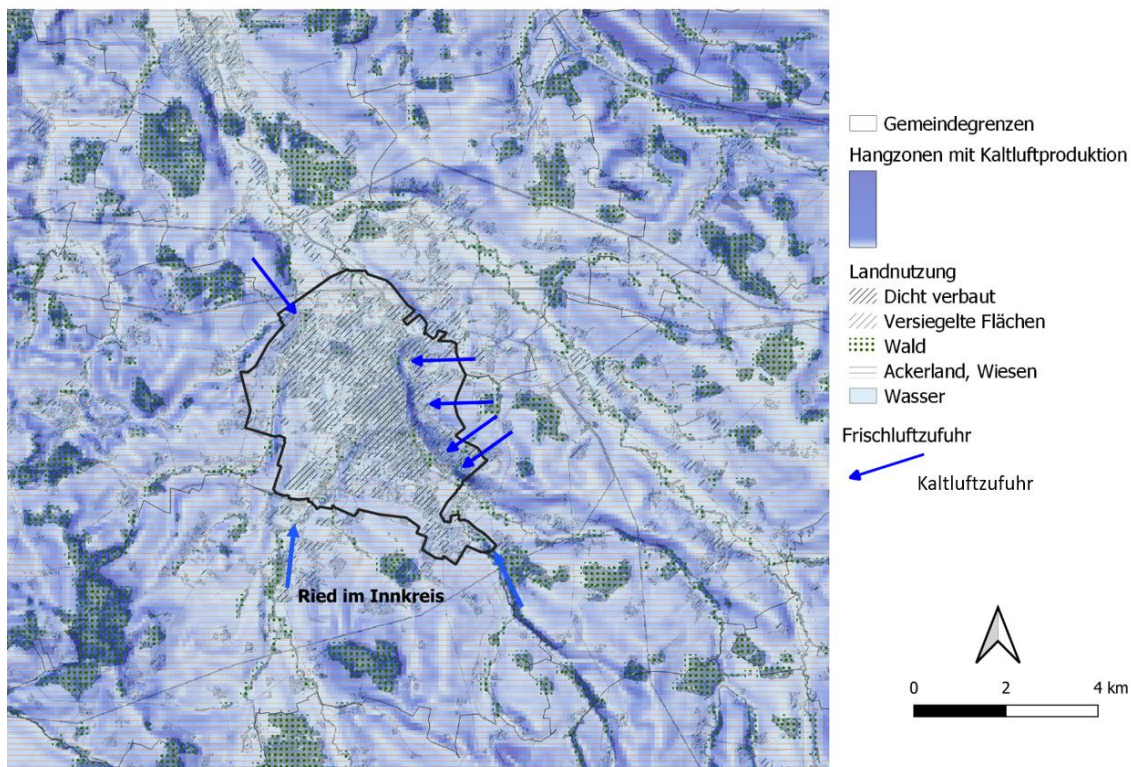 Ried im Innkreis
Gemeindegrenzen
Hangzonen mit Kaltluftproduktion
Landnutzung
Dicht verbaut
Versiegelte Flächen
Wald
Ackerland, Wiesen
Wasser
Frischluftzufuhr
Kaltluftzufuhr
0 2 4 km